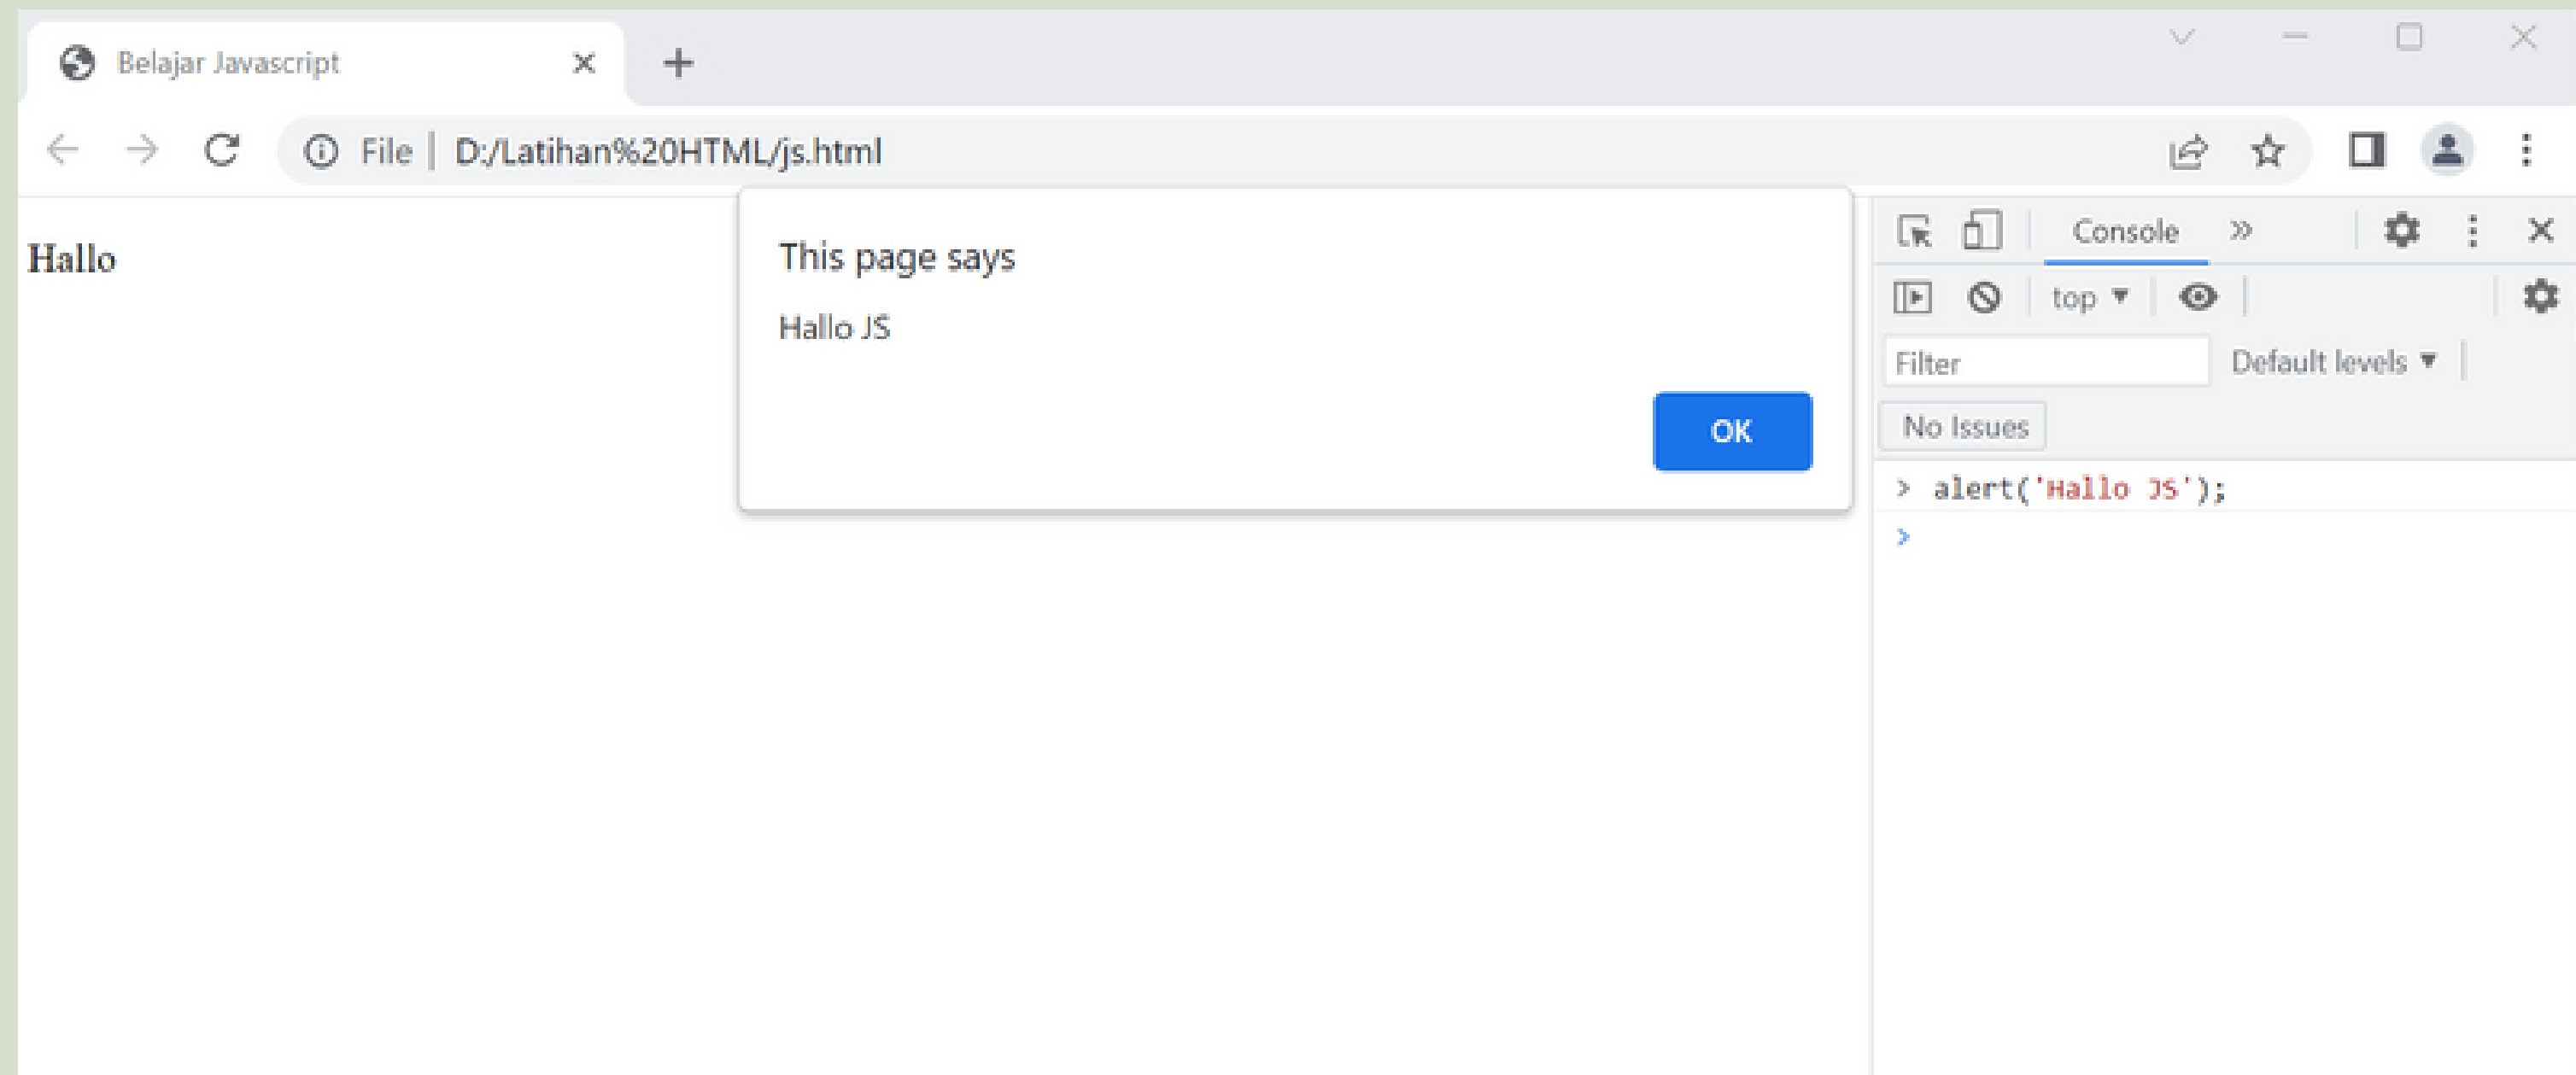 Belajar Javascript
File | D:/Latihan%20HTML/js.html
Hallo
This page says
Hallo JS
OK
Console
top
Filter
Default levels
No Issues
> alert('Hallo JS');
>